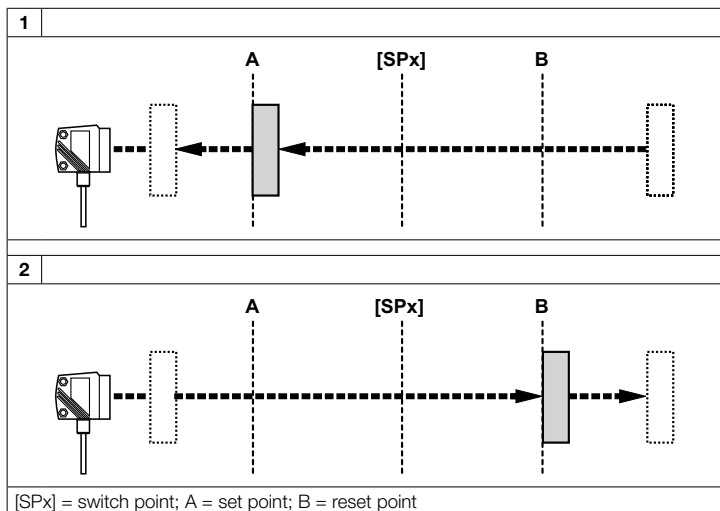 1
A [SPx] B
2
A [SPx] B
[SPx] = switch point; A = set point; B = reset point